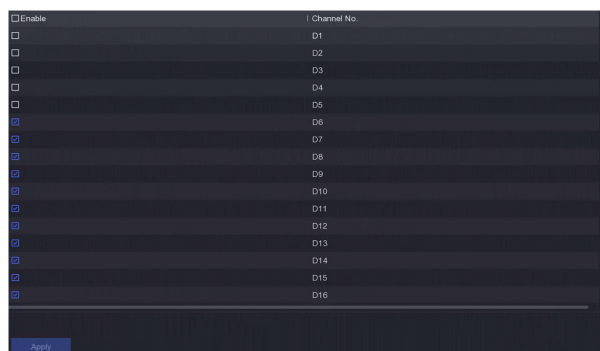 Enable | Channel No.
D1
D2
D3
D4
D5
D6
D7
D8
D9
D10
D11
D12
D13
D14
D15
D16
Apply